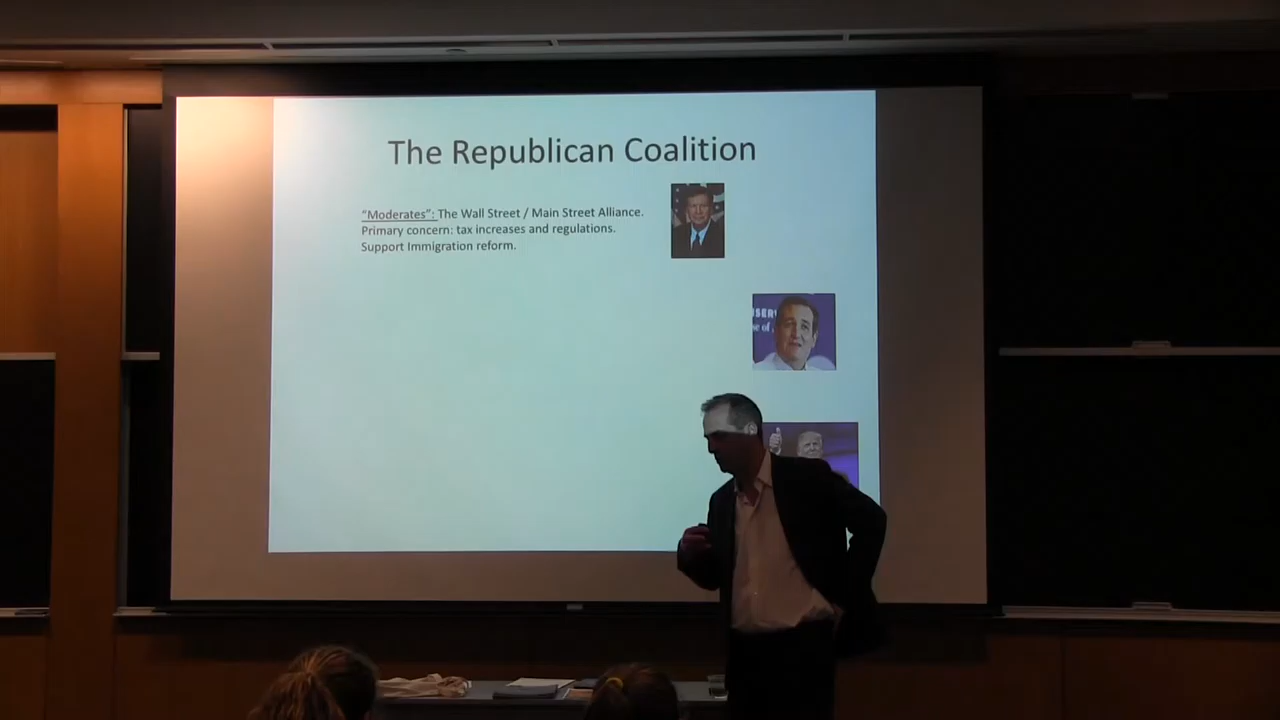 The Republican Coalition
“Moderates”: The Wall Street / Main Street Alliance.
Primary concern: tax increases and regulations.
Support Immigration reform.